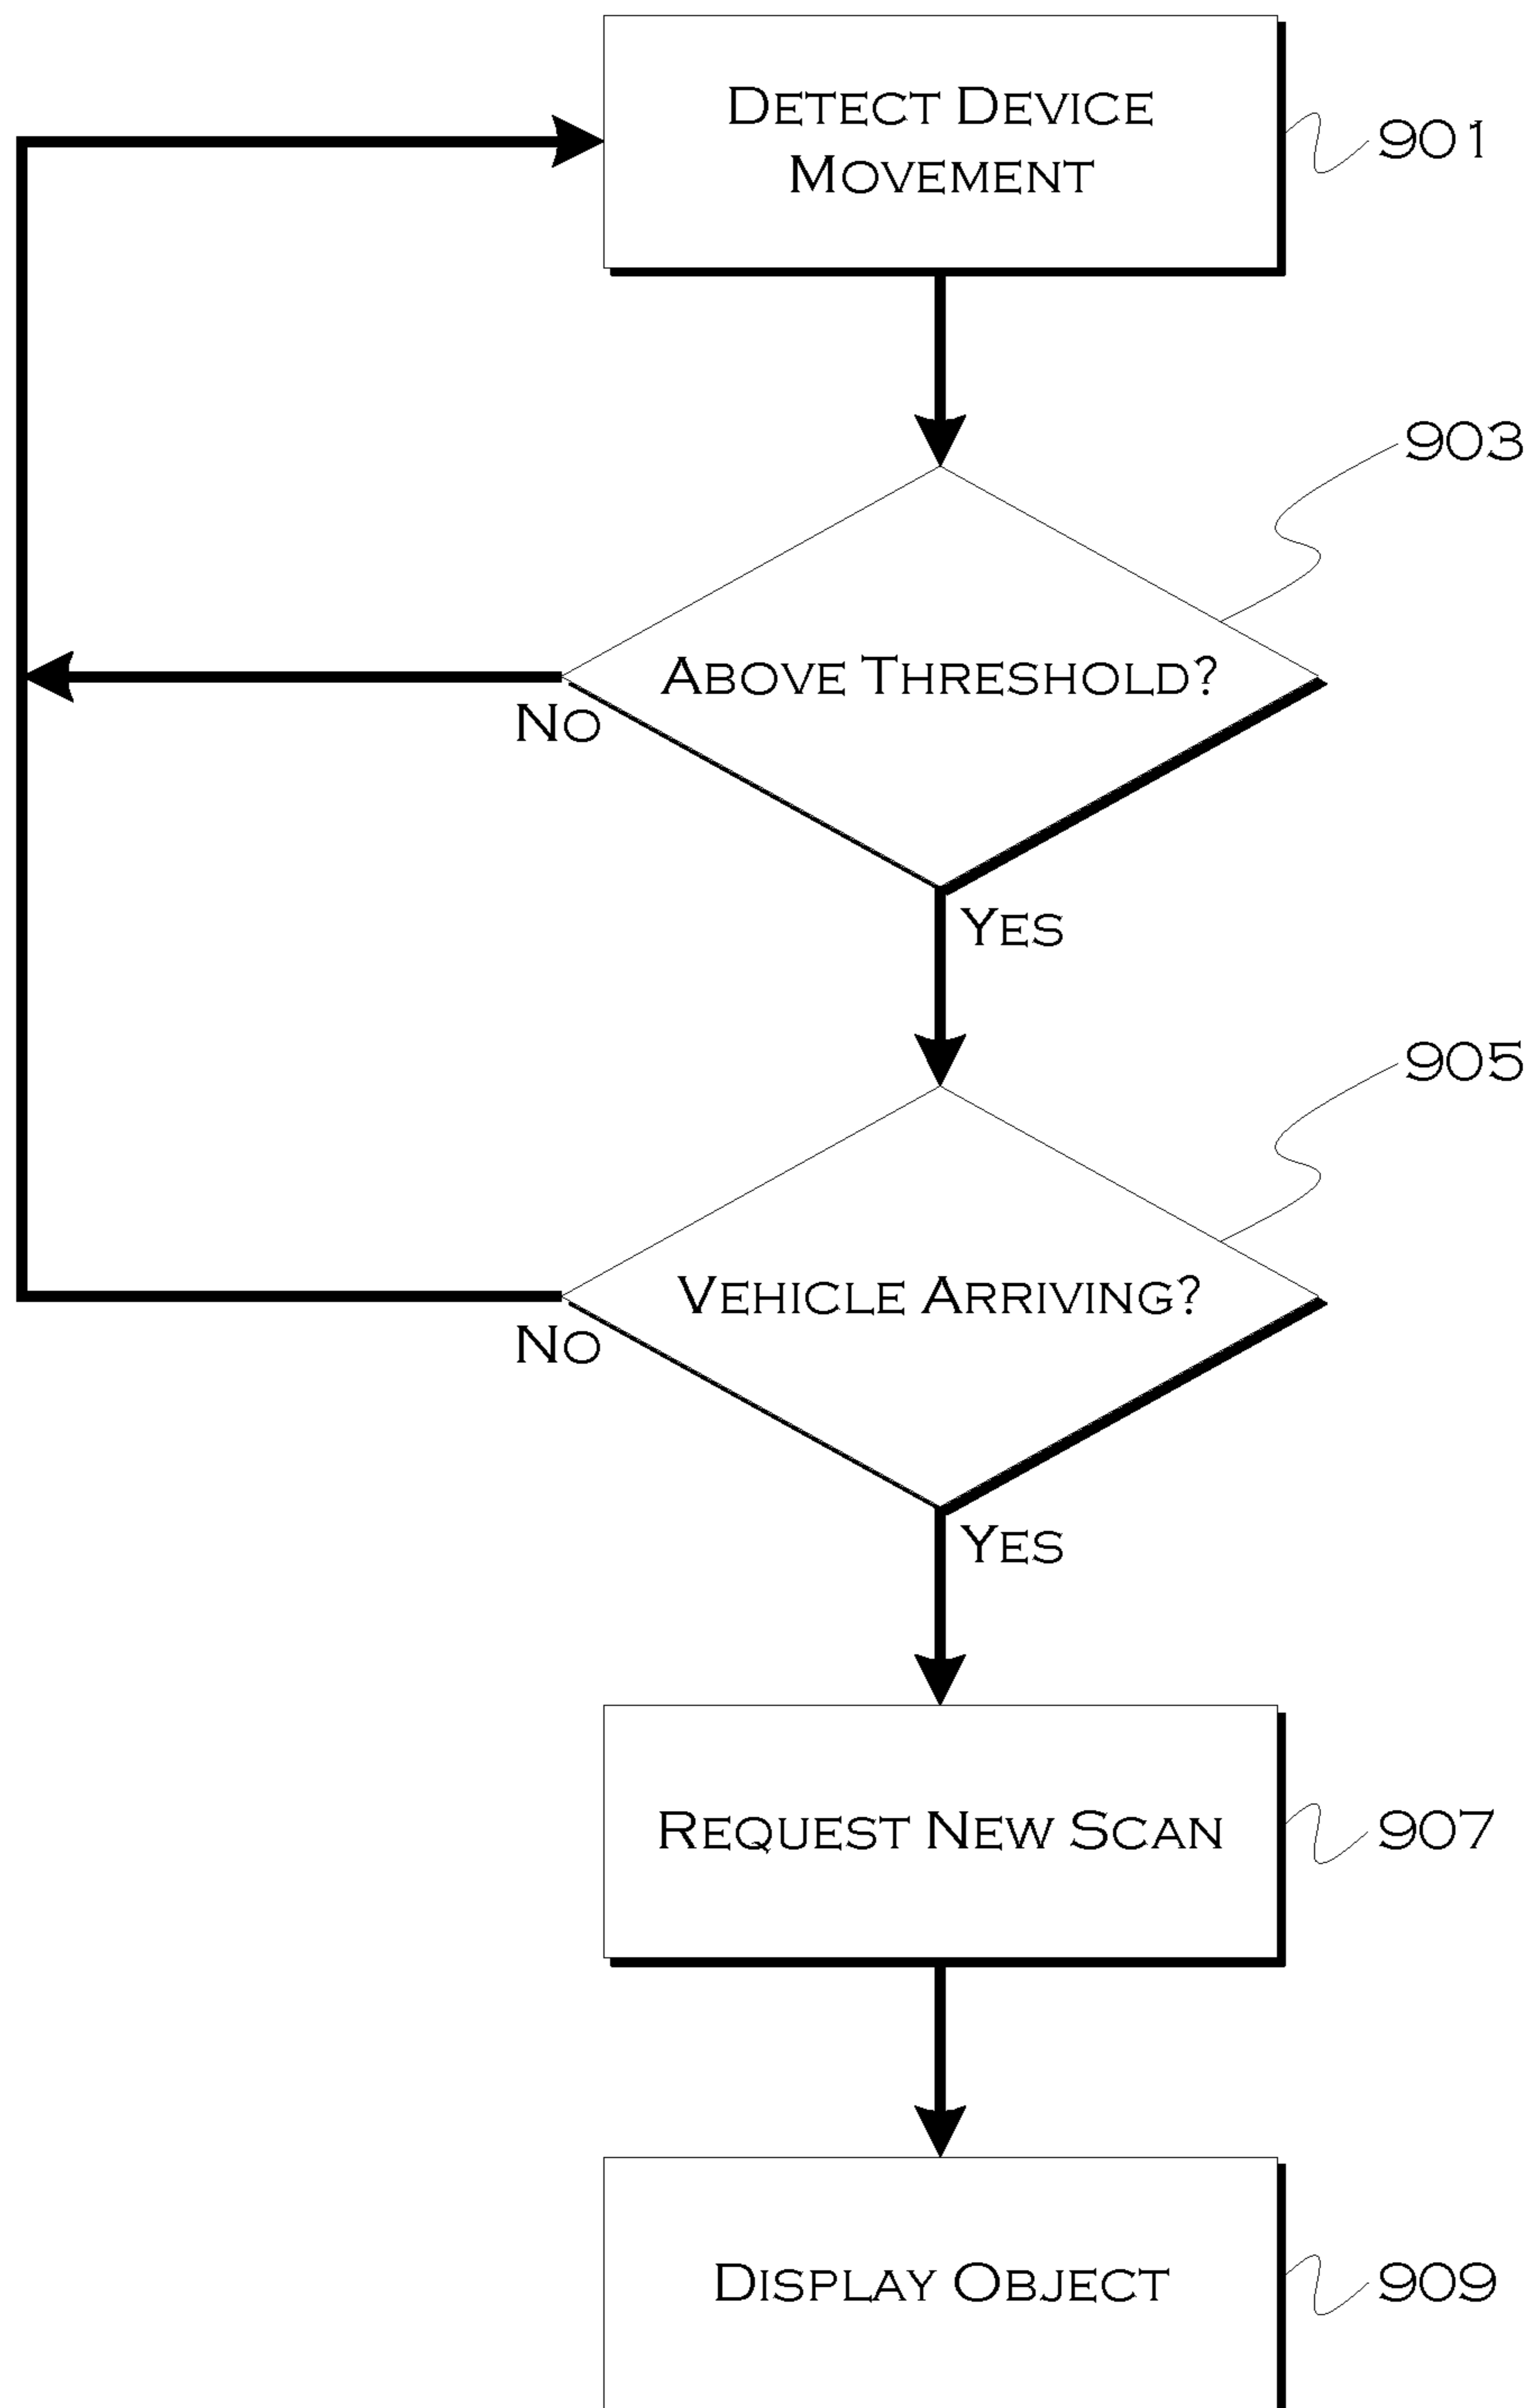 DETECT DEVICE
MOVEMENT
901
903
ABOVE THRESHOLD?
NO
YES
905
VEHICLE ARRIVING?
NO
YES
REQUEST NEW SCAN
907
DISPLAY OBJECT
909